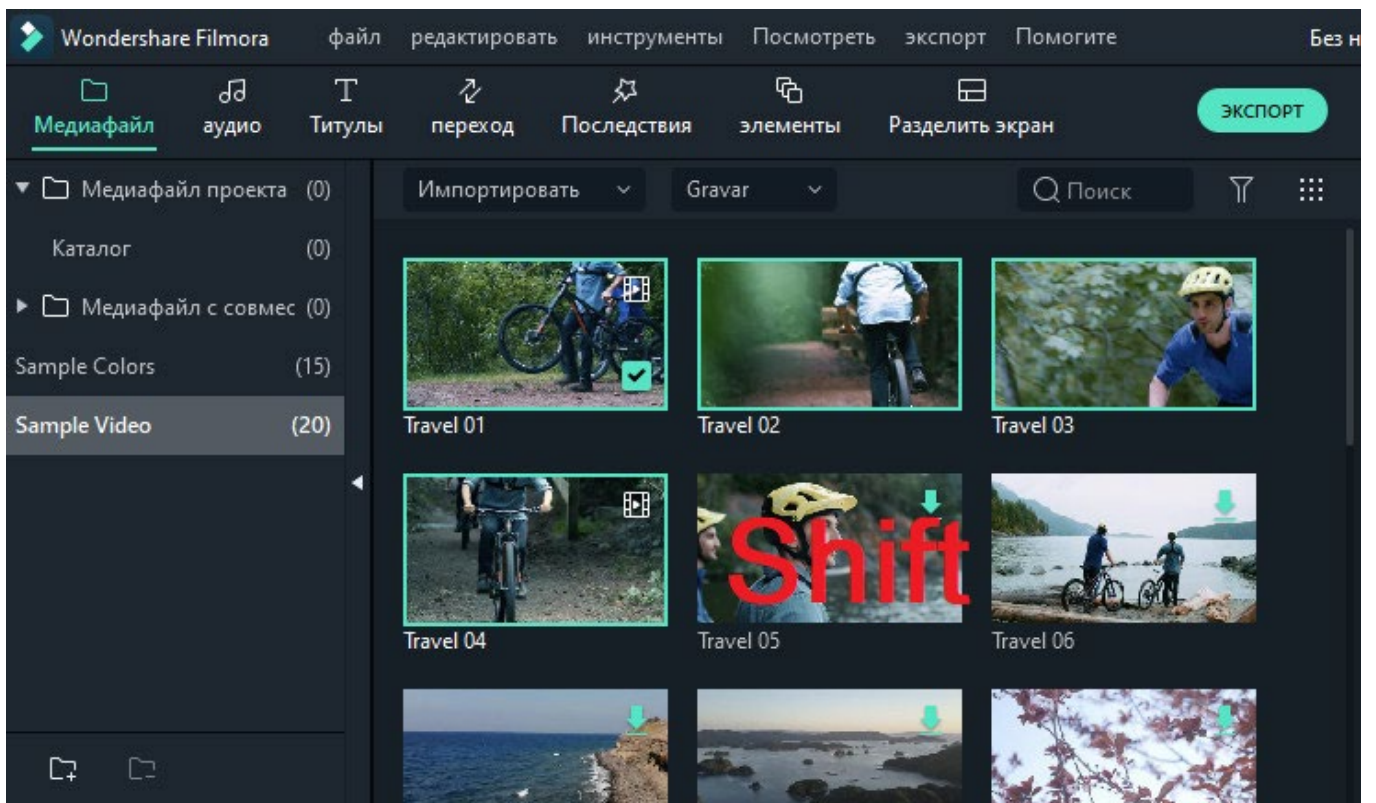 Wondershare Filmora файл редактировать инструменты Посмотреть экспорт Помогите Без н
Медиафайл аудио Титулы переход Последствия элементы Разделить экран ЭКСПОРТ
Медиафайл проекта (0)
Импортировать Gravar Поиск
Каталог (0)
Медиафайл с совмес (0)
Sample Colors (15)
Sample Video (20)
Travel 01 Travel 02 Travel 03
Shift
Travel 04 Travel 05 Travel 06